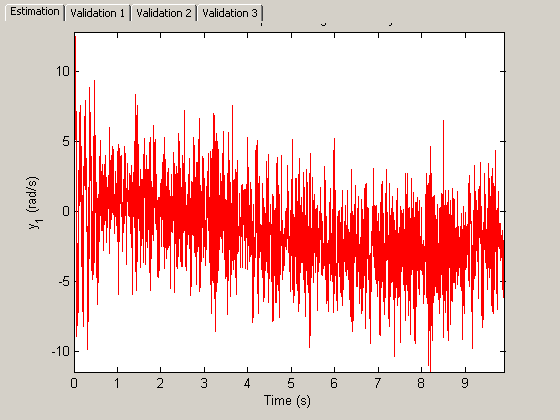 Estimation Validation 1 Validation 2 Validation 3
10
5
0
-5
-10
y1 (rad/s)
0 1 2 3 4 5 6 7 8 9
Time (s)